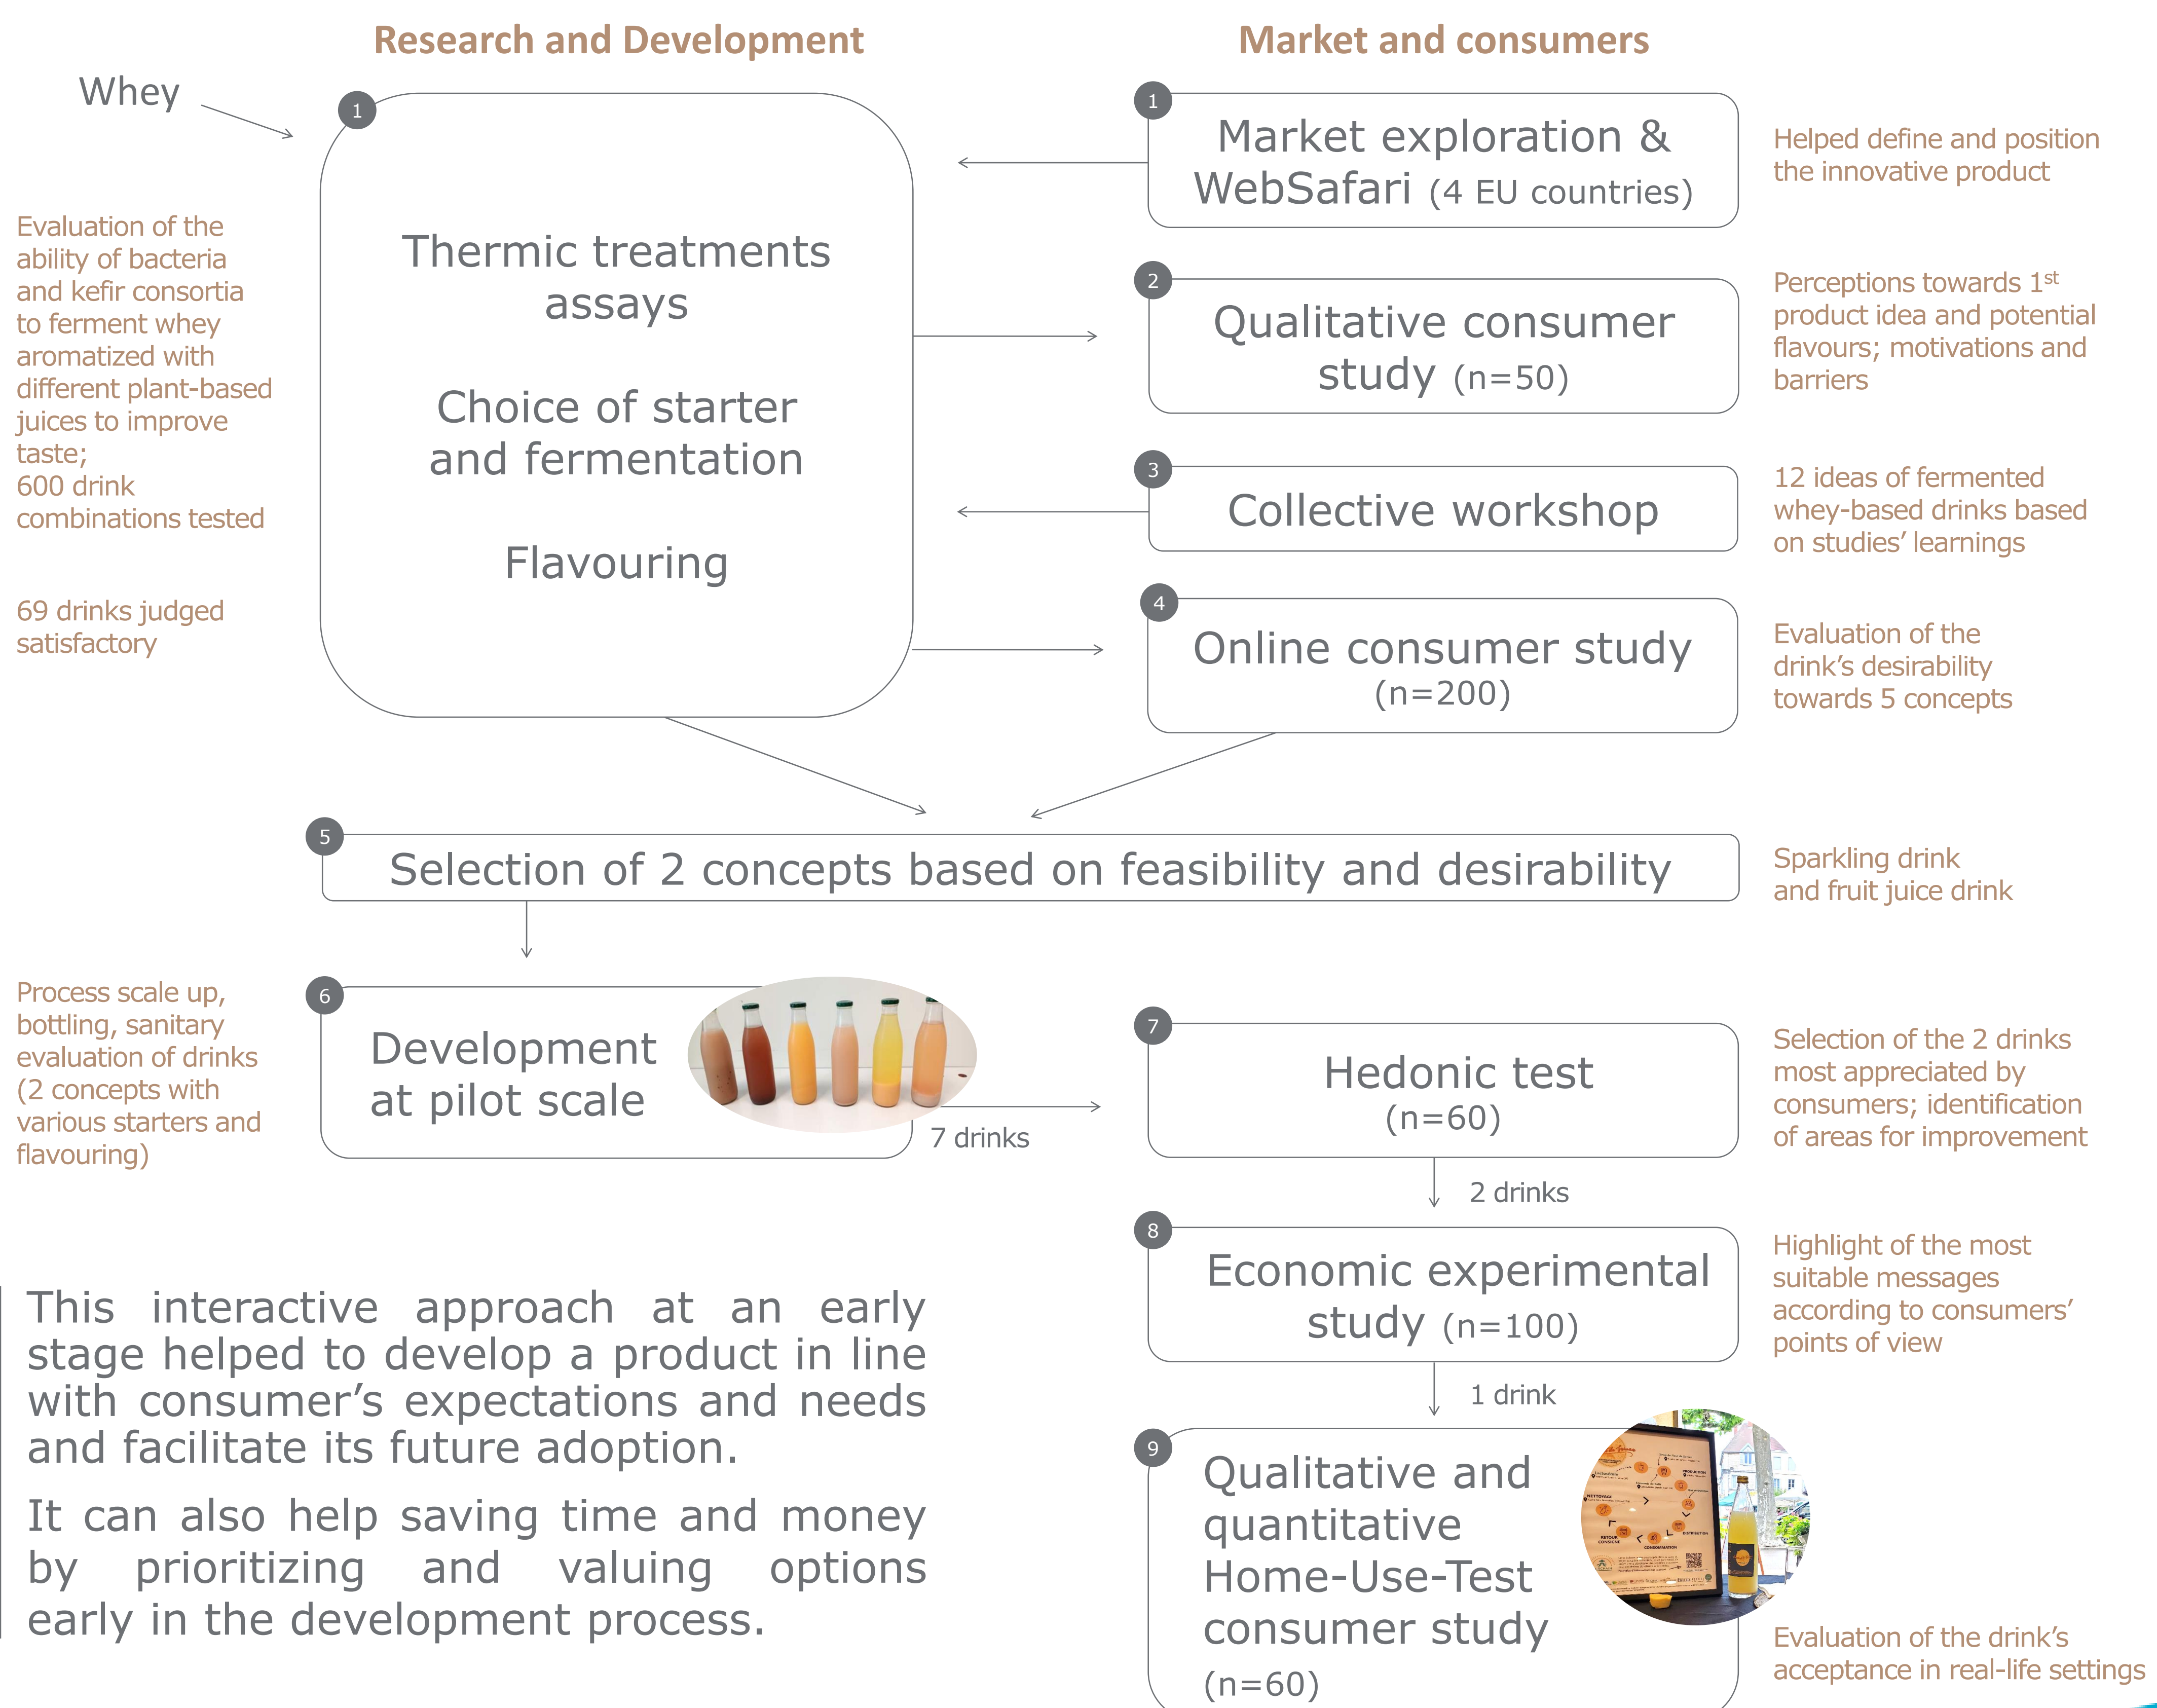 Research and Development
Market and consumers
Whey
1
Thermic treatments
assays
Choice of starter
and fermentation
Flavouring
Evaluation of the
ability of bacteria
and kefir consortia
to ferment whey
aromatized with
different plant-based
juices to improve
taste;
600 drink
combinations tested
69 drinks judged
satisfactory
1
Market exploration &
WebSafari (4 EU countries)
Helped define and position
the innovative product
2
Qualitative consumer
study (n=50)
Perceptions towards 1st
product idea and potential
flavours; motivations and
barriers
3
Collective workshop
12 ideas of fermented
whey-based drinks based
on studies’ learnings
4
Online consumer study
(n=200)
Evaluation of the
drink’s desirability
towards 5 concepts
5
Selection of 2 concepts based on feasibility and desirability
Sparkling drink
and fruit juice drink
Process scale up,
bottling, sanitary
evaluation of drinks
(2 concepts with
various starters and
flavouring)
6
Development
at pilot scale
7 drinks
7
Hedonic test
(n=60)
Selection of the 2 drinks
most appreciated by
consumers; identification
of areas for improvement
2 drinks
8
Economic experimental
study (n=100)
Highlight of the most
suitable messages
according to consumers’
points of view
1 drink
9
Qualitative and
quantitative
Home-Use-Test
consumer study
(n=60)
PRODUCTION
NETTOYAGE
DISTRIBUTION
RETOUR
CONSIGNE
CONSOMMATION
Evaluation of the drink’s
acceptance in real-life settings
This interactive approach at an early
stage helped to develop a product in line
with consumer’s expectations and needs
and facilitate its future adoption.
It can also help saving time and money
by prioritizing and valuing options
early in the development process.